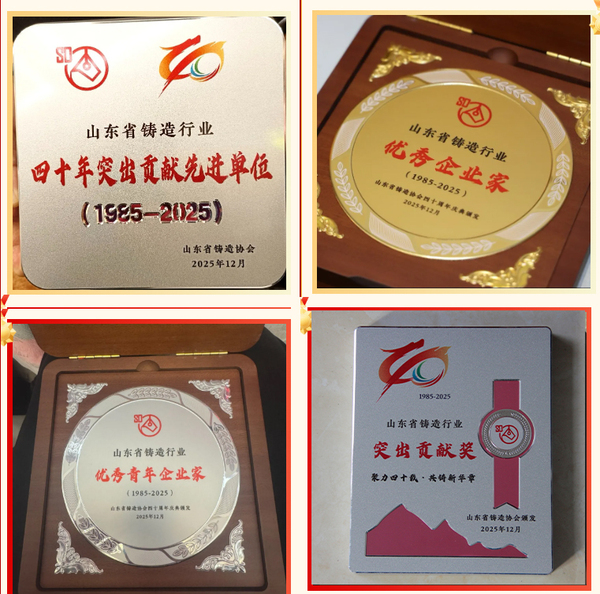 SD
40
山东省铸造行业
四十年突出贡献先进单位
(1985—2025)
山东省铸造协会
2025年12月
SD
山东省铸造行业
优秀企业家
(1985-2025)
山东省铸造协会四十周年庆典颁发
2025年12月
SD
山东省铸造行业
优秀青年企业家
(1985-2025)
山东省铸造协会四十周年庆典颁发
2025年12月
40
1985-2025
山东省铸造行业
突出贡献奖
聚力四十载·共铸新华章
SD
山东省铸造协会颁发
2025年12月